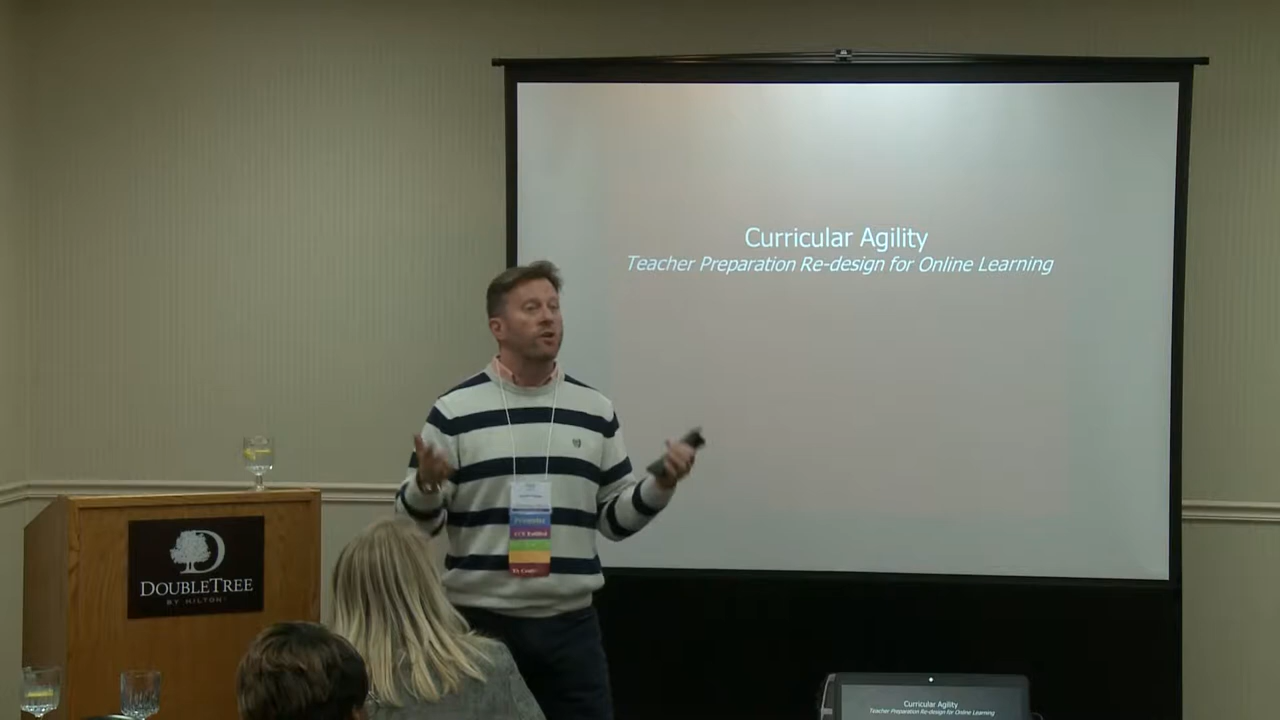 Curricular Agility
Teacher Preparation Re-design for Online Learning
DOUBLETREE
BY HILTON
Curricular Agility
Teacher Preparation Re-design for Online Learning